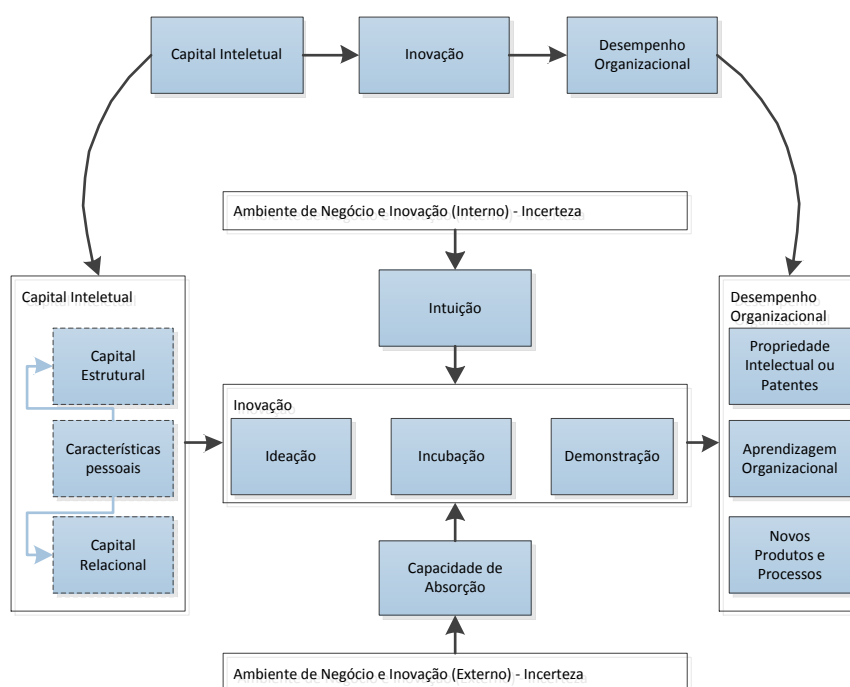 Capital Inteletual
Inovação
Desempenho
Organizacional
Ambiente de Negócio e Inovação (Interno) - Incerteza
Intuição
Capital Inteletual
Capital
Estrutural
Características
pessoais
Capital
Relacional
Inovação
Ideação
Incubação
Demonstração
Desempenho
Organizacional
Propriedade
Intelectual ou
Patentes
Aprendizagem
Organizacional
Novos
Produtos e
Processos
Capacidade de
Absorção
Ambiente de Negócio e Inovação (Externo) - Incerteza